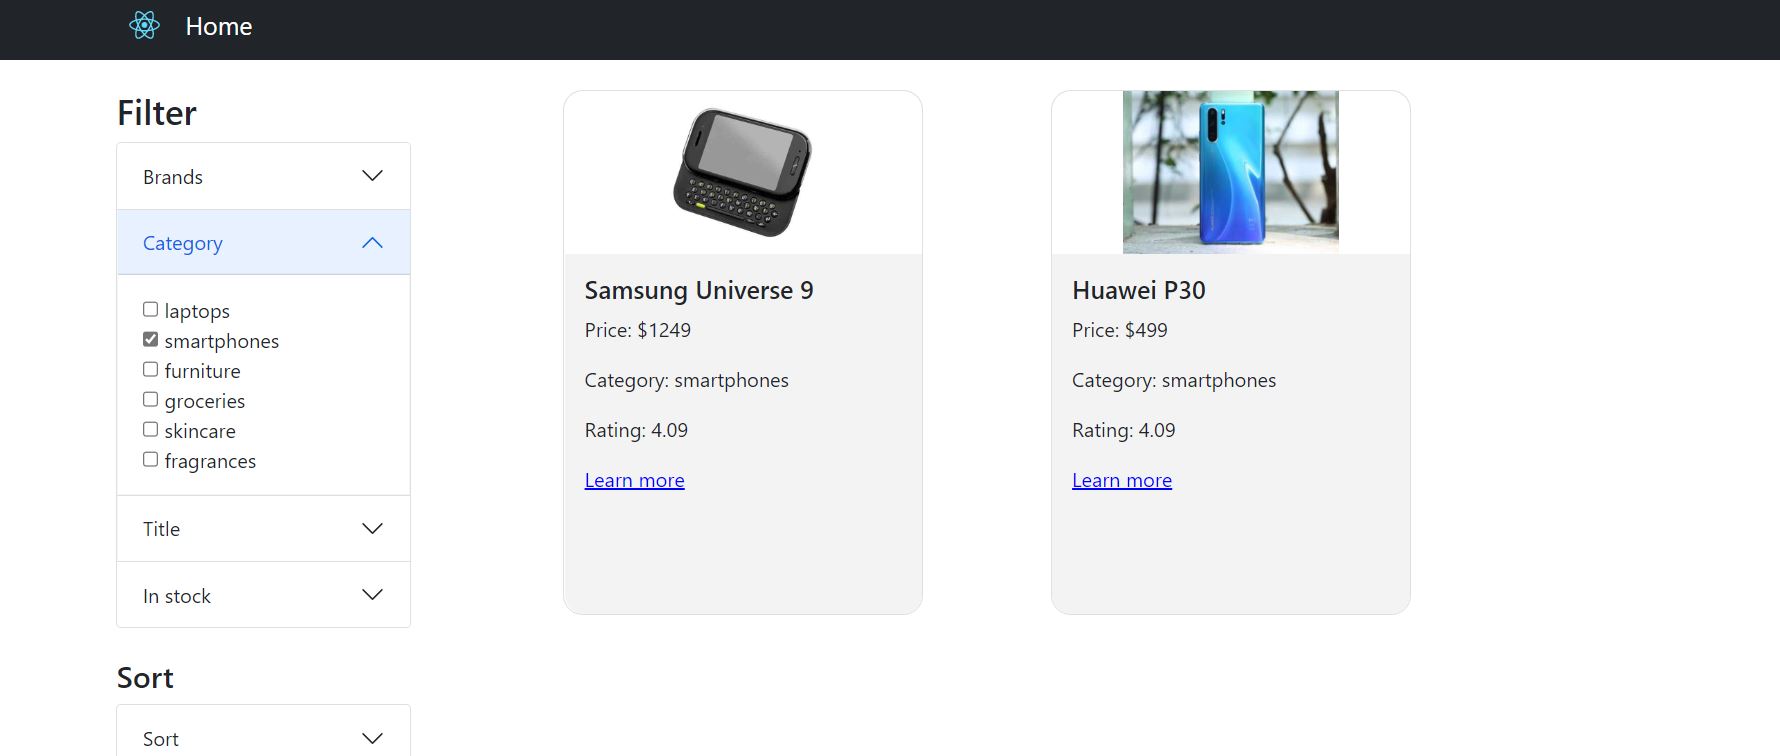 Home
Filter
Brands
Category
laptops
smartphones
furniture
groceries
skincare
fragrances
Title
In stock
Sort
Sort
Samsung Universe 9
Price: $1249
Category: smartphones
Rating: 4.09
Learn more
Huawei P30
Price: $499
Category: smartphones
Rating: 4.09
Learn more